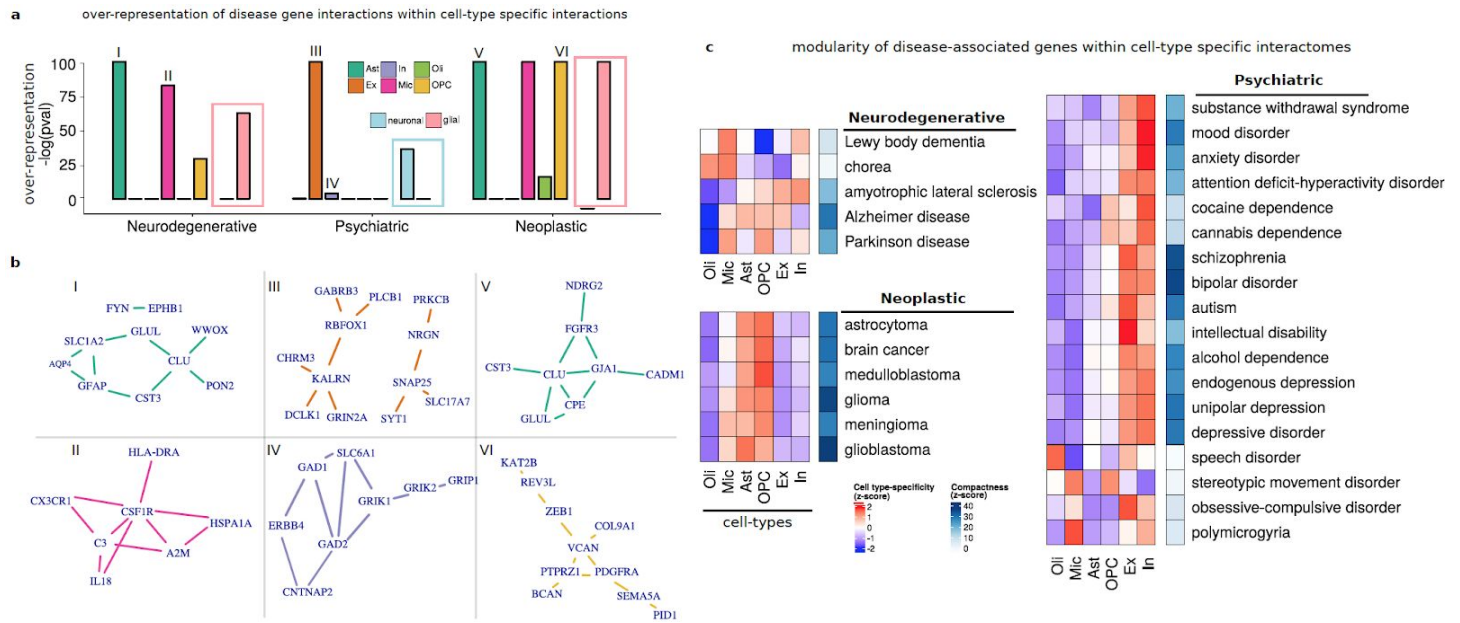 a
over-representation of disease gene interactions within cell-type specific interactions
over-representation
-log(pval)
100
75
50
25
0
I
II
III
IV
V
VI
Ast
In
Oli
Ex
Mic
OPC
neuronal
glial
Neurodegenerative
Psychiatric
Neoplastic
b
I
FYN
EPHB1
GLUL
WWOX
SLC1A2
CLU
AQP4
GFAP
PON2
CST3
III
GABRB3
PLCB1
PRKCB
RBFOX1
NRGN
CHRM3
KALRN
SNAP25
SLC17A7
DCLK1
GRIN2A
SYT1
V
NDRG2
FGFR3
CST3
CLU
GJA1
CADM1
CPE
GLUL
II
HLA-DRA
CX3CR1
CSF1R
HSPA1A
C3
A2M
IL18
IV
SLC6A1
GAD1
GRIK2
GRIP1
GRIK1
ERBB4
GAD2
CNTNAP2
VI
KAT2B
REV3L
ZEB1
COL9A1
VCAN
PTPRZ1
PDGFRA
BCAN
SEMA5A
PID1
c
modularity of disease-associated genes within cell-type specific interactomes
Neurodegenerative
Lewy body dementia
chorea
amyotrophic lateral sclerosis
Alzheimer disease
Parkinson disease
Oli
Mic
Ast
OPC
Ex
In
Neoplastic
astrocytoma
brain cancer
medulloblastoma
glioma
meningioma
glioblastoma
Oli
Mic
Ast
OPC
Ex
In
cell-types
Cell type-specificity
(z-score)
2
1
0
-1
-2
Compactness
(z-score)
40
30
20
10
0
Psychiatric
substance withdrawal syndrome
mood disorder
anxiety disorder
attention deficit-hyperactivity disorder
cocaine dependence
cannabis dependence
schizophrenia
bipolar disorder
autism
intellectual disability
alcohol dependence
endogenous depression
unipolar depression
depressive disorder
speech disorder
stereotypic movement disorder
obsessive-compulsive disorder
polymicrogyria
Oli
Mic
Ast
OPC
Ex
In